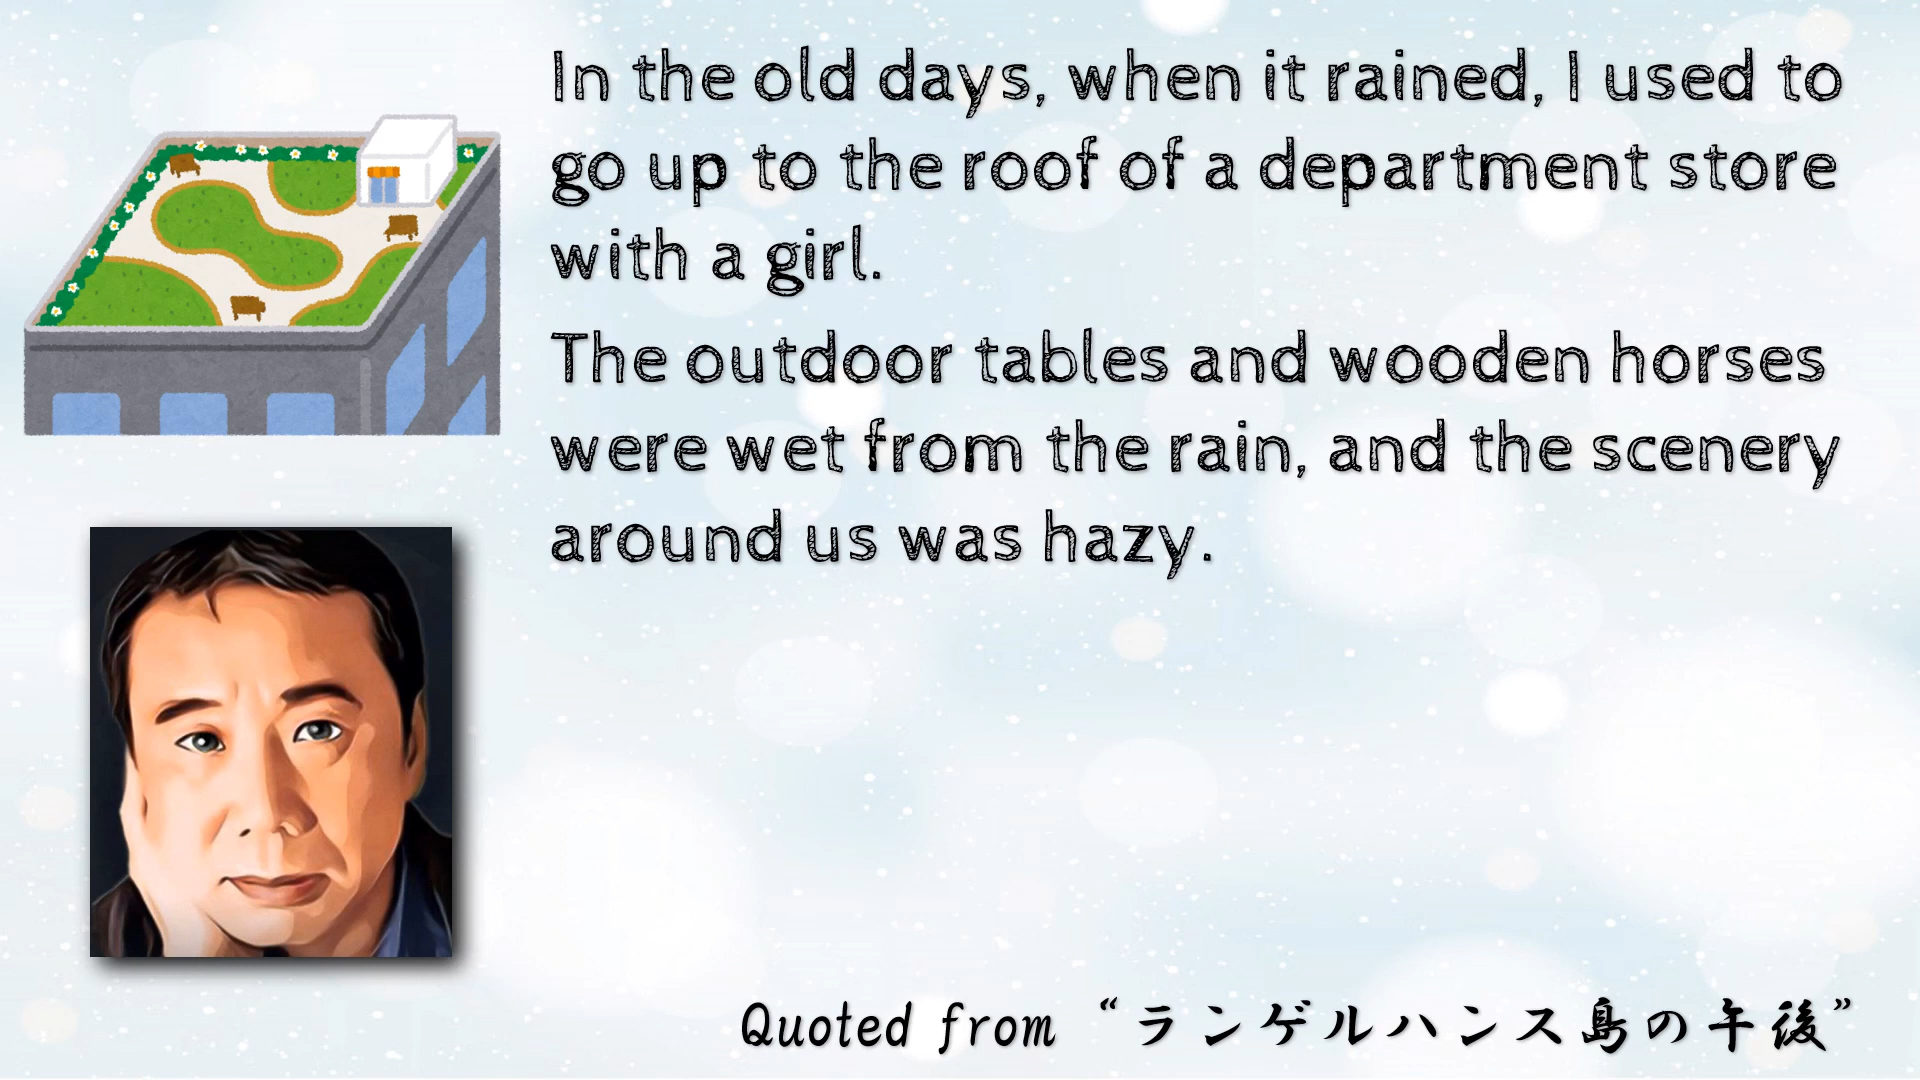 In the old days, when it rained, I used to
go up to the roof of a department store
with a girl.
The outdoor tables and wooden horses
were wet from the rain, and the scenery
around us was hazy.
Quoted from “ランゲルハンス島の午後”